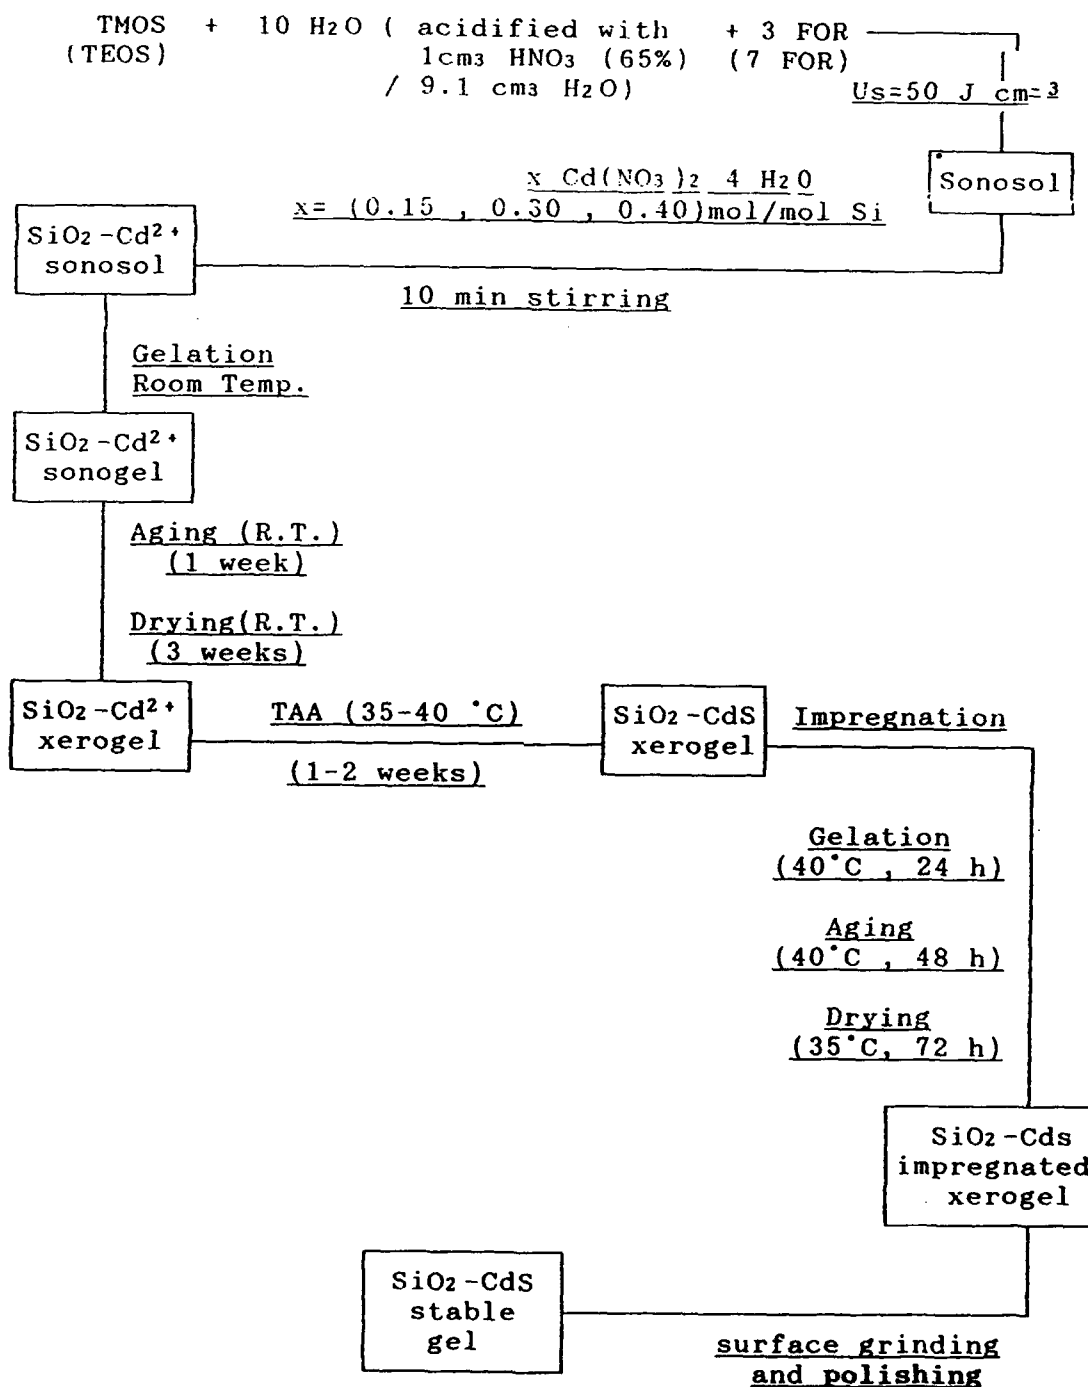 TMOS + 10 H2O ( acidified with + 3 FOR
(TEOS) 1cm3 HNO3 (65%) (7 FOR)
/ 9.1 cm3 H2O)
Us=50 J cm-3
Sonosol
x Cd(NO3)2 4 H2O
x= (0.15 , 0.30 , 0.40)mol/mol Si
SiO2-Cd2+
sonosol
10 min stirring
Gelation
Room Temp.
SiO2-Cd2+
sonogel
Aging (R.T.)
(1 week)
Drying(R.T.)
(3 weeks)
SiO2-Cd2+
xerogel
TAA (35-40 °C)
(1-2 weeks)
SiO2-CdS
xerogel
Impregnation
Gelation
(40°C , 24 h)
Aging
(40°C , 48 h)
Drying
(35°C, 72 h)
SiO2-Cds
impregnated
xerogel
SiO2-CdS
stable
gel
surface grinding
and polishing